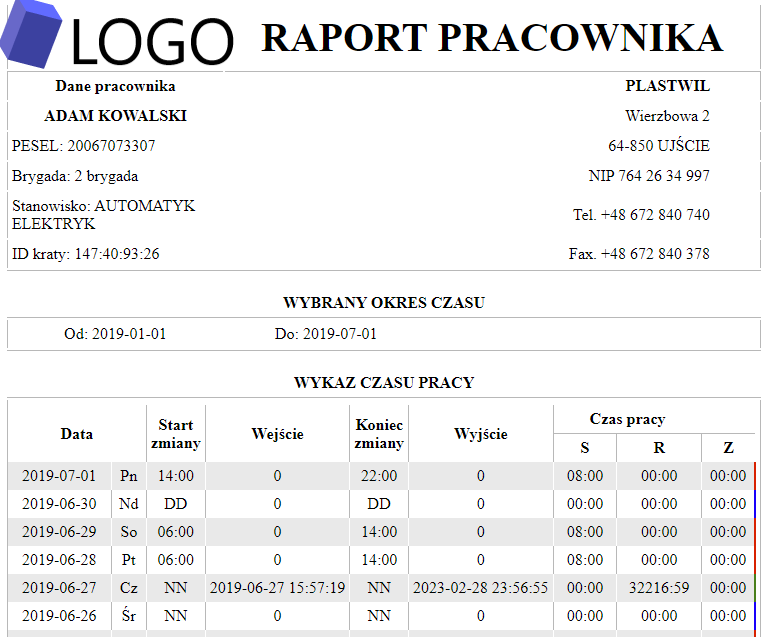 LOGO RAPORT PRACOWNIKA
Dane pracownika PLASTWIL
ADAM KOWALSKI Wierzbowa 2
PESEL: 20067073307 64-850 UJŚCIE
Brygada: 2 brygada NIP 764 26 34 997
Stanowisko: AUTOMATYK
ELEKTRYK Tel. +48 672 840 740
ID kraty: 147:40:93:26 Fax. +48 672 840 378
WYBRANY OKRES CZASU
Od: 2019-01-01 Do: 2019-07-01
WYKAZ CZASU PRACY
Data Start zmiany Wejście Koniec zmiany Wyjście Czas pracy
S R Z
2019-07-01 Pn 14:00 0 22:00 0 08:00 00:00 00:00
2019-06-30 Nd DD 0 DD 0 00:00 00:00 00:00
2019-06-29 So 06:00 0 14:00 0 08:00 00:00 00:00
2019-06-28 Pt 06:00 0 14:00 0 08:00 00:00 00:00
2019-06-27 Cz NN 2019-06-27 15:57:19 NN 2023-02-28 23:56:55 00:00 32216:59 00:00
2019-06-26 Śr NN 0 NN 0 00:00 00:00 00:00